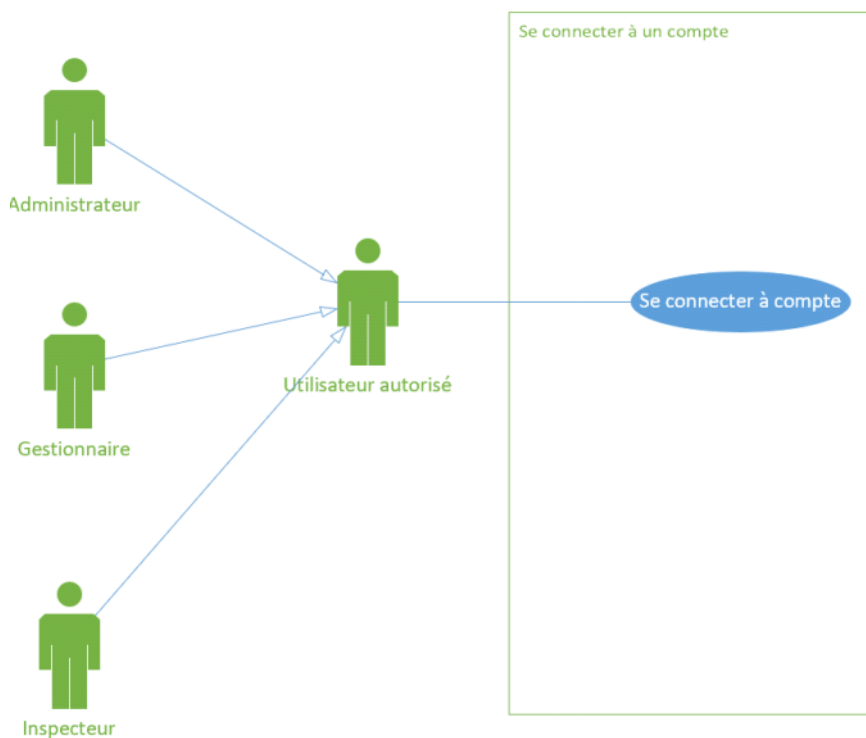 Se connecter à un compte
Administrateur
Se connecter à compte
Utilisateur autorisé
Gestionnaire
Inspecteur